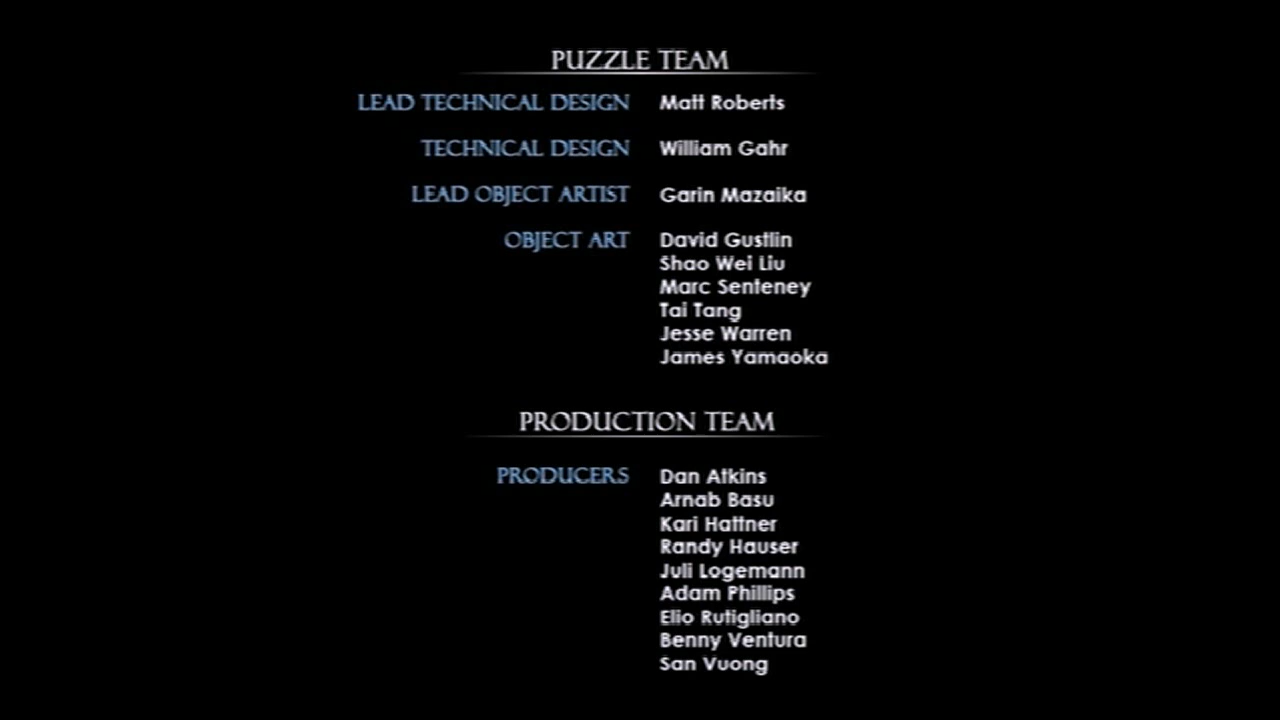 PUZZLE TEAM
LEAD TECHNICAL DESIGN Matt Roberts
TECHNICAL DESIGN William Gahr
LEAD OBJECT ARTIST Garin Mazaika
OBJECT ART David Gustlin
Shao Wei Liu
Marc Senteney
Tai Tang
Jesse Warren
James Yamaoka
PRODUCTION TEAM
PRODUCERS Dan Atkins
Arnab Basu
Kari Hattner
Randy Hauser
Juli Logemann
Adam Phillips
Elio Rutigliano
Benny Ventura
San Vuong